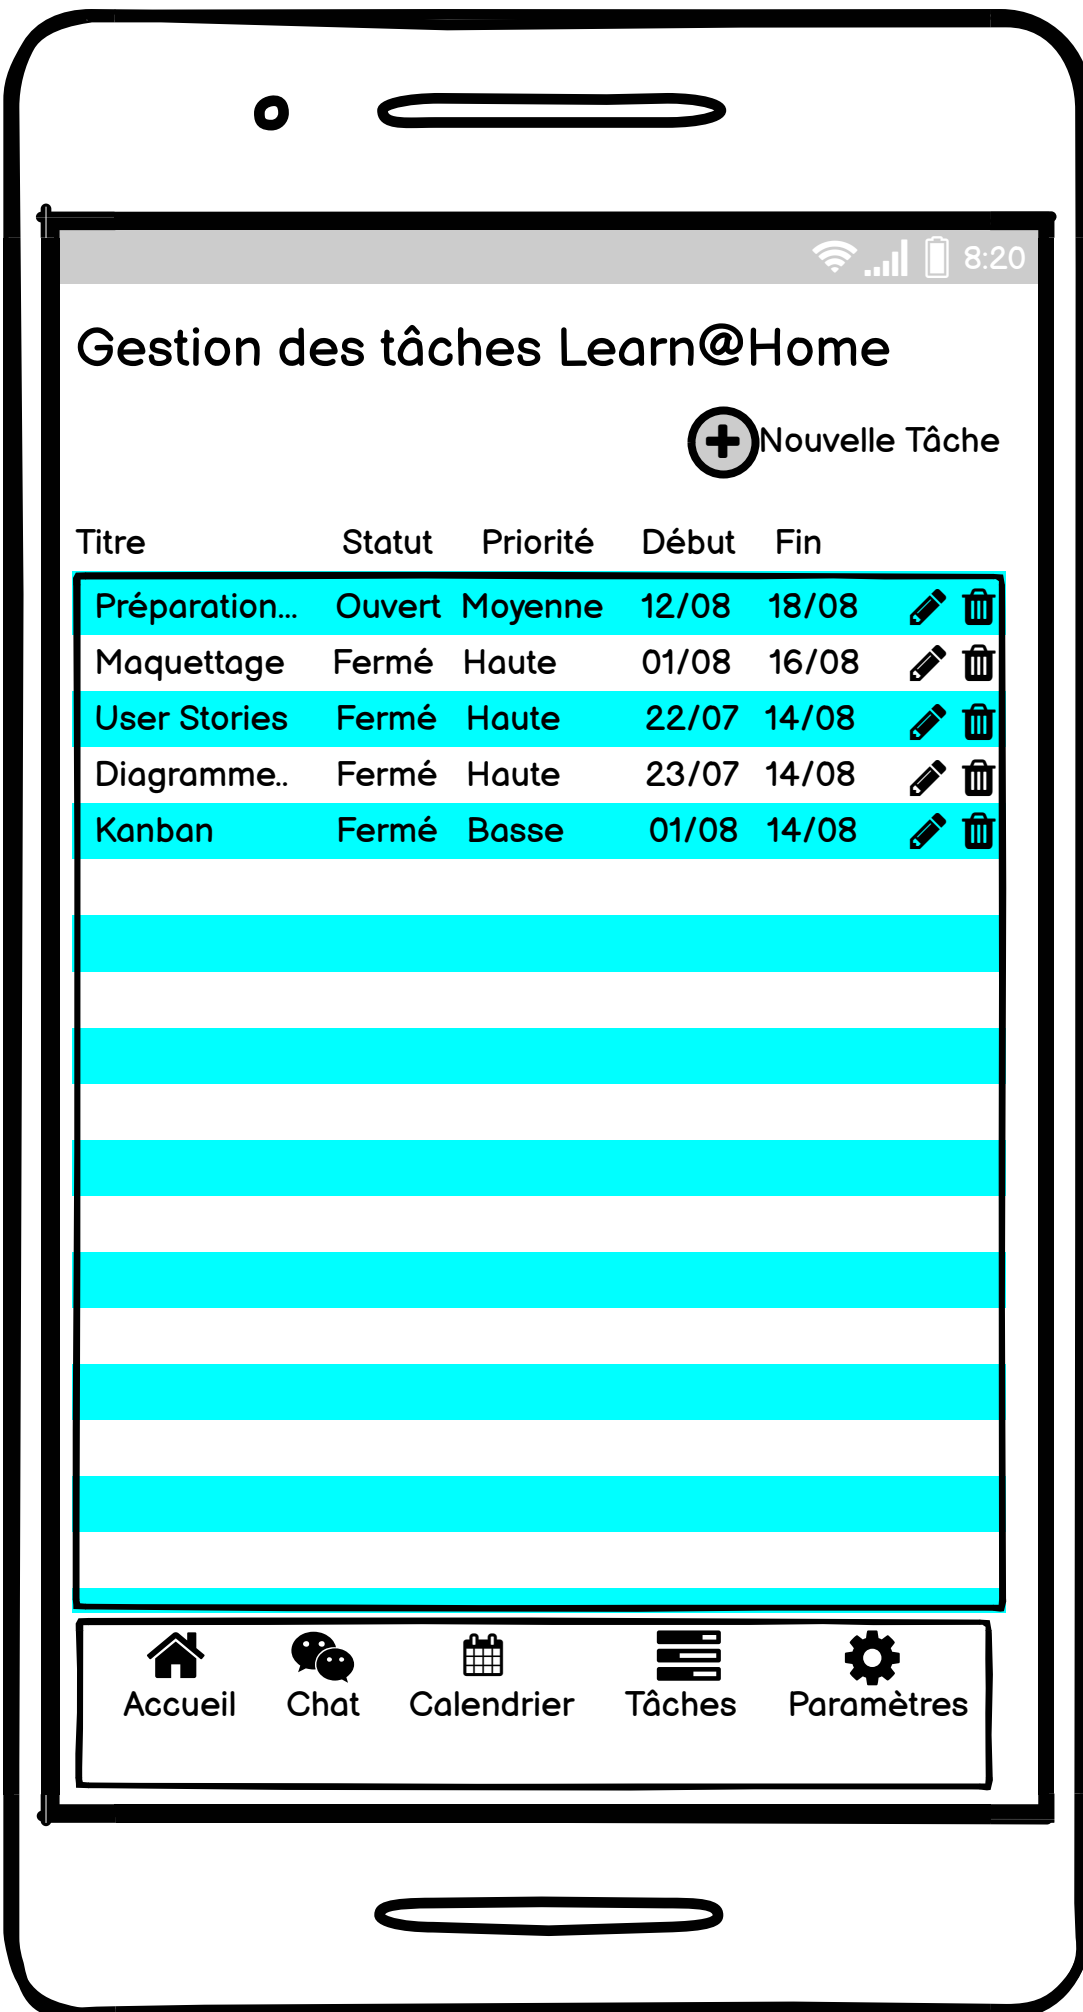 8:20
Gestion des tâches Learn@Home
Nouvelle Tâche
Titre Statut Priorité Début Fin
Préparation... Ouvert Moyenne 12/08 18/08
Maquettage Fermé Haute 01/08 16/08
User Stories Fermé Haute 22/07 14/08
Diagramme.. Fermé Haute 23/07 14/08
Kanban Fermé Basse 01/08 14/08
Accueil Chat Calendrier Tâches Paramètres